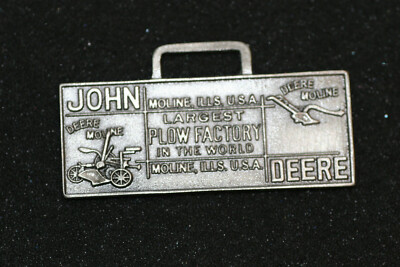 JOHN
DEERE
MOLINE
MOLINE, ILLS. U.S.A.
LARGEST
PLOW FACTORY
IN THE WORLD
MOLINE, ILLS. U.S.A.
DEERE
MOLINE
DEERE